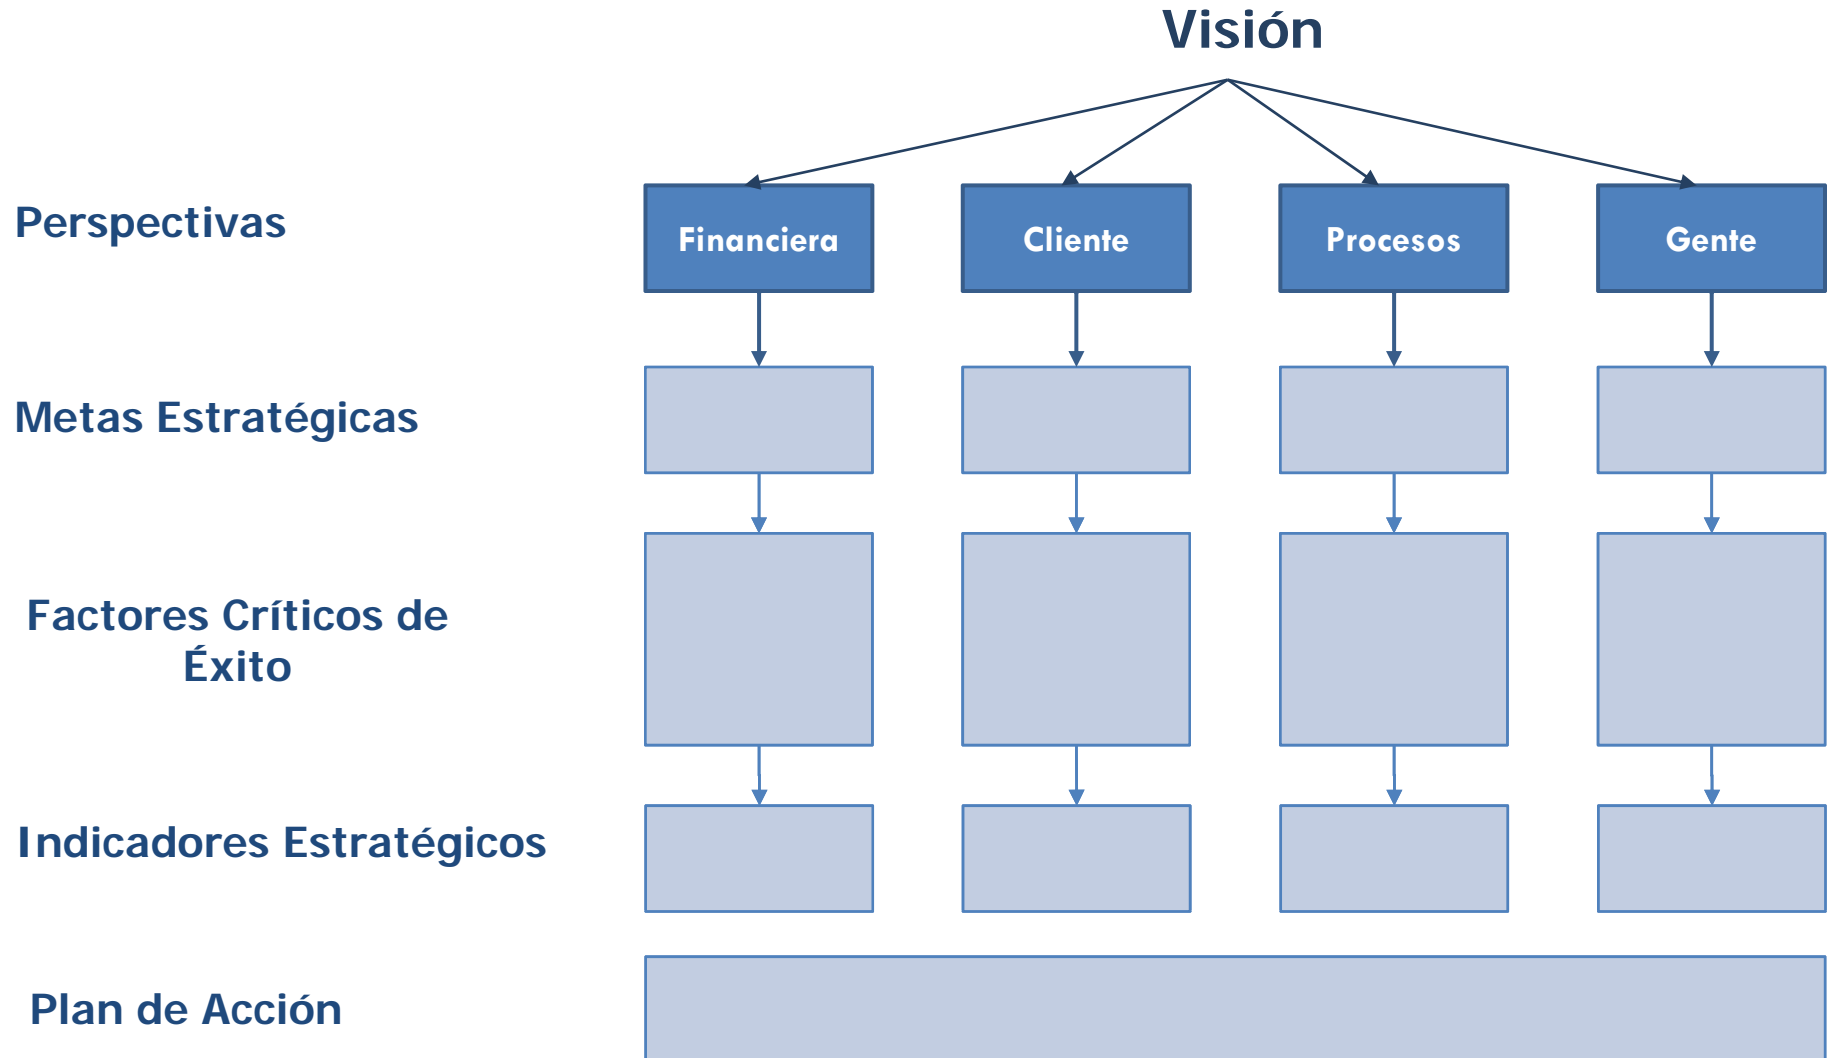 Visión
Perspectivas
Financiera
Cliente
Procesos
Gente
Metas Estratégicas
Factores Críticos de
Éxito
Indicadores Estratégicos
Plan de Acción